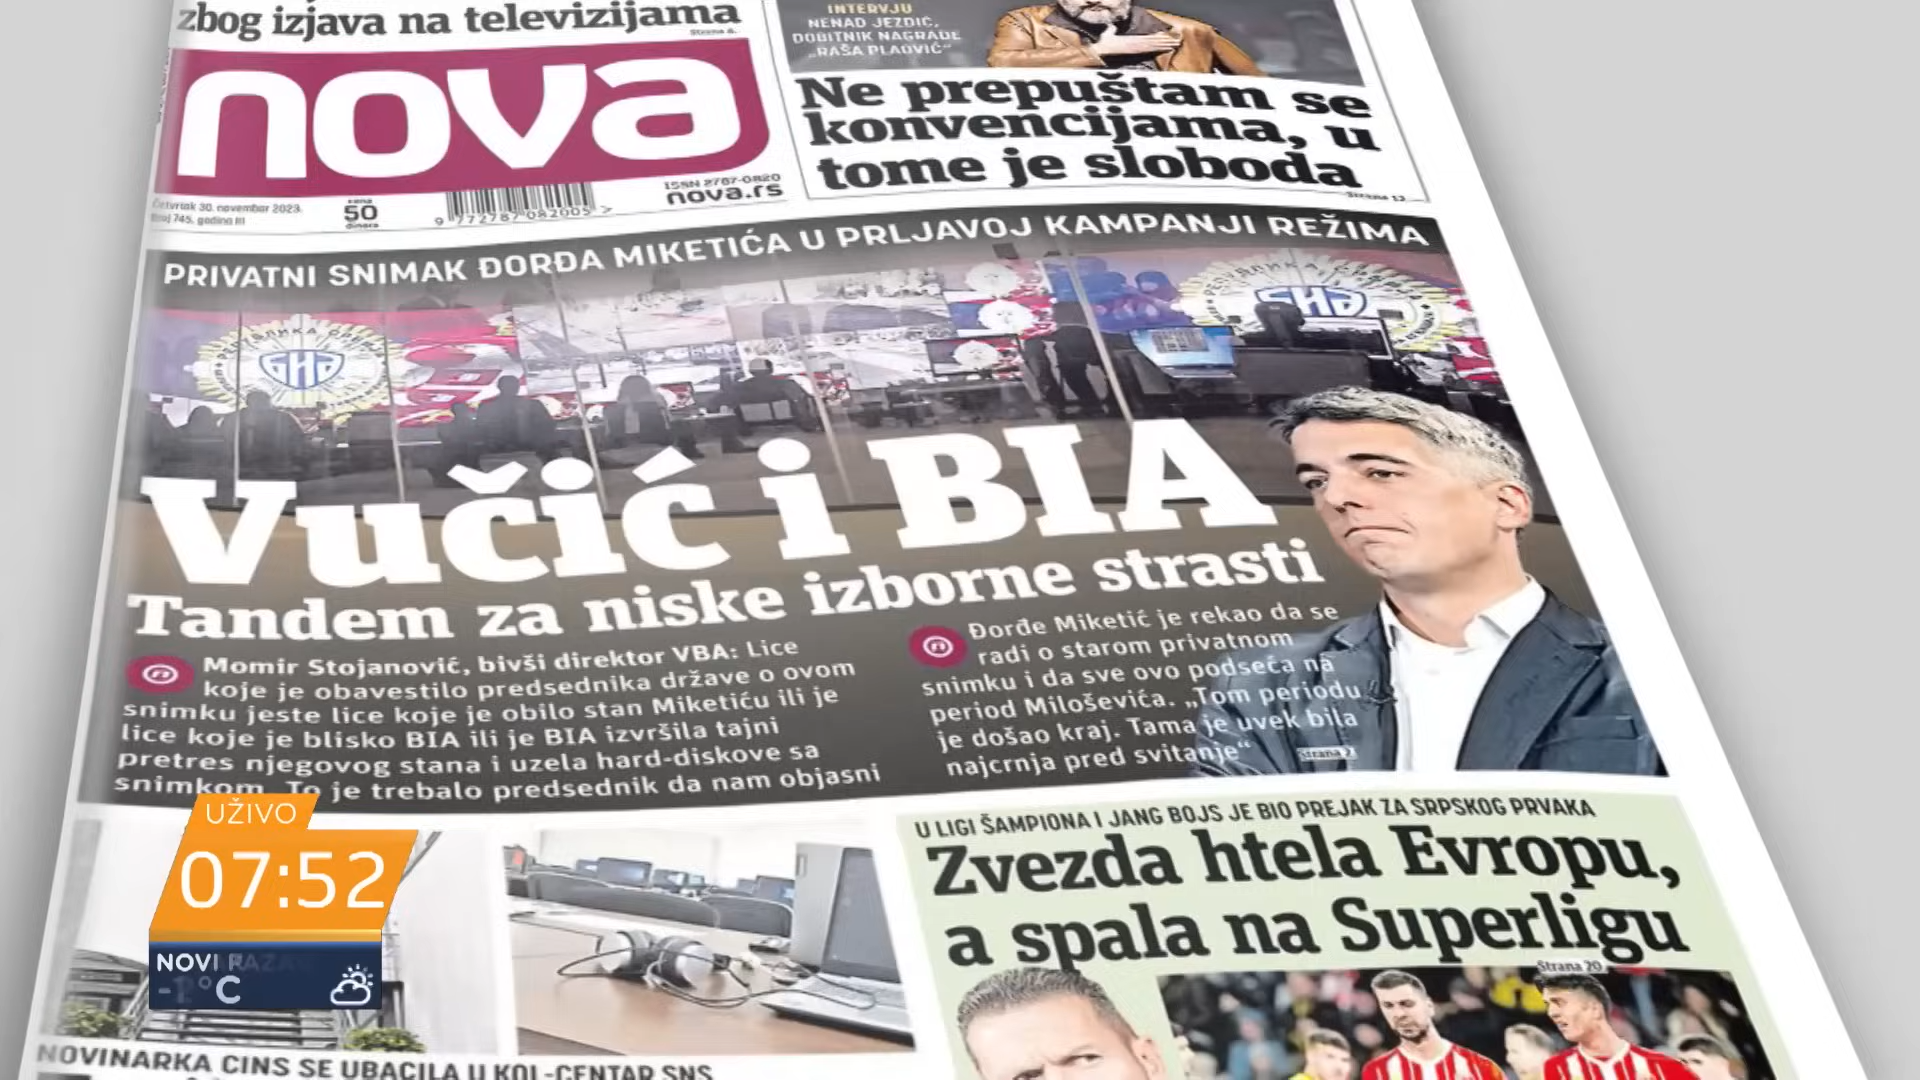 zbog izjava na televizijama
Strana 6.
nova
ISSN 2787-0820
nova.rs
Četvrtak 30. novembar 2023.
Broj 745, godina III
cena
50
dinara
9 772787 082005 >
INTERVJU
NENAD JEZDIĆ,
DOBITNIK NAGRADE
„RAŠA PLAOVIĆ“
Ne prepuštam se
konvencijama, u
tome je sloboda
Strana 12
PRIVATNI SNIMAK ĐORĐA MIKETIĆA U PRLJAVOJ KAMPANJI REŽIMA
БИА
БИА
Vučić i BIA
Tandem za niske izborne strasti
Momir Stojanović, bivši direktor VBA: Lice
koje je obavestilo predsednika države o ovom
snimku jeste lice koje je obilo stan Miketiću ili je
lice koje je blisko BIA ili je BIA izvršila tajni
pretres njegovog stana i uzela hard-diskove sa
snimkom. To je trebalo predsednik da nam objasni
Đorđe Miketić je rekao da se
radi o starom privatnom
snimku i da sve ovo podseća na
period Miloševića. „Tom periodu
je došao kraj. Tama je uvek bila
najcrnja pred svitanje“
Strana 2
U LIGI ŠAMPIONA I JANG BOJS JE BIO PREJAK ZA SRPSKOG PRVAKA
Zvezda htela Evropu,
a spala na Superligu
Strana 20
NOVINARKA CINS SE UBACILA U KOL-CENTAR SNS
UŽIVO
07:52
NOVI
°C